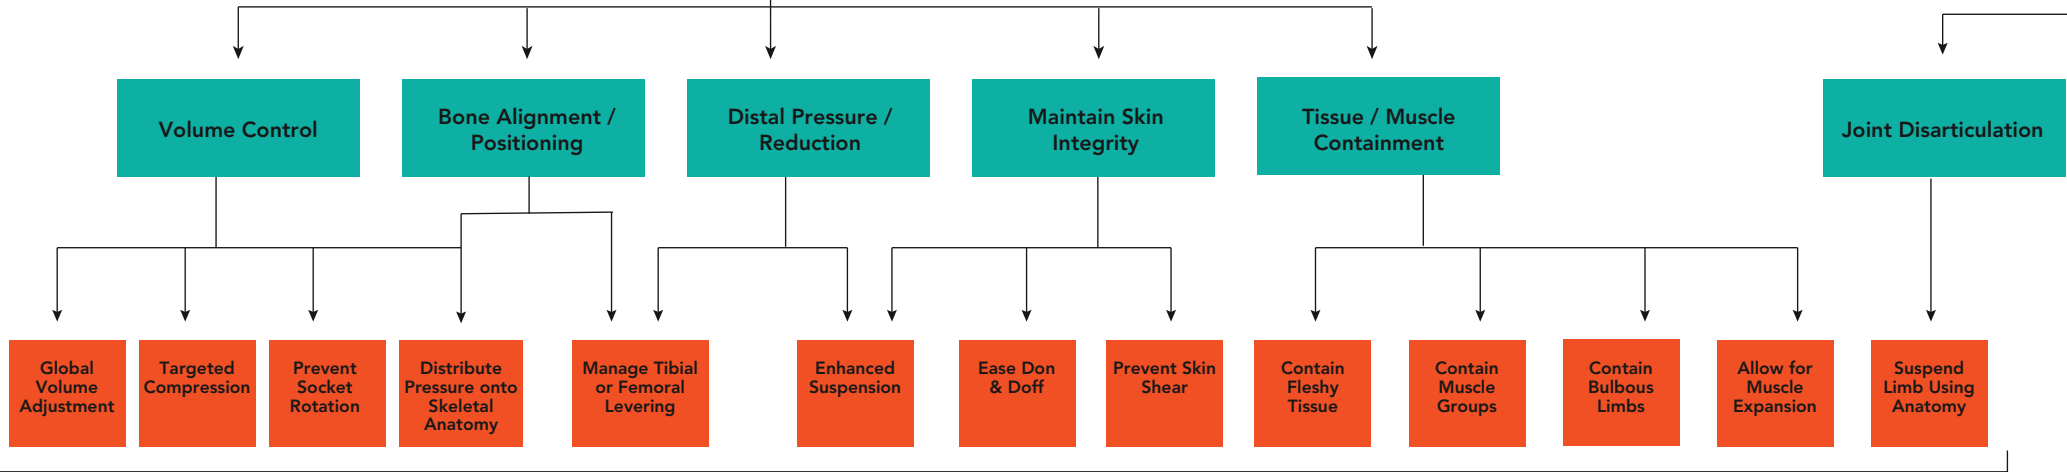 Volume Control
Bone Alignment /
Positioning
Distal Pressure /
Reduction
Maintain Skin
Integrity
Tissue / Muscle
Containment
Joint Disarticulation
Global
Volume
Adjustment
Targeted
Compression
Prevent
Socket
Rotation
Distribute
Pressure onto
Skeletal
Anatomy
Manage Tibial
or Femoral
Levering
Enhanced
Suspension
Ease Don
& Doff
Prevent Skin
Shear
Contain
Fleshy
Tissue
Contain
Muscle
Groups
Contain
Bulbous
Limbs
Allow for
Muscle
Expansion
Suspend
Limb Using
Anatomy